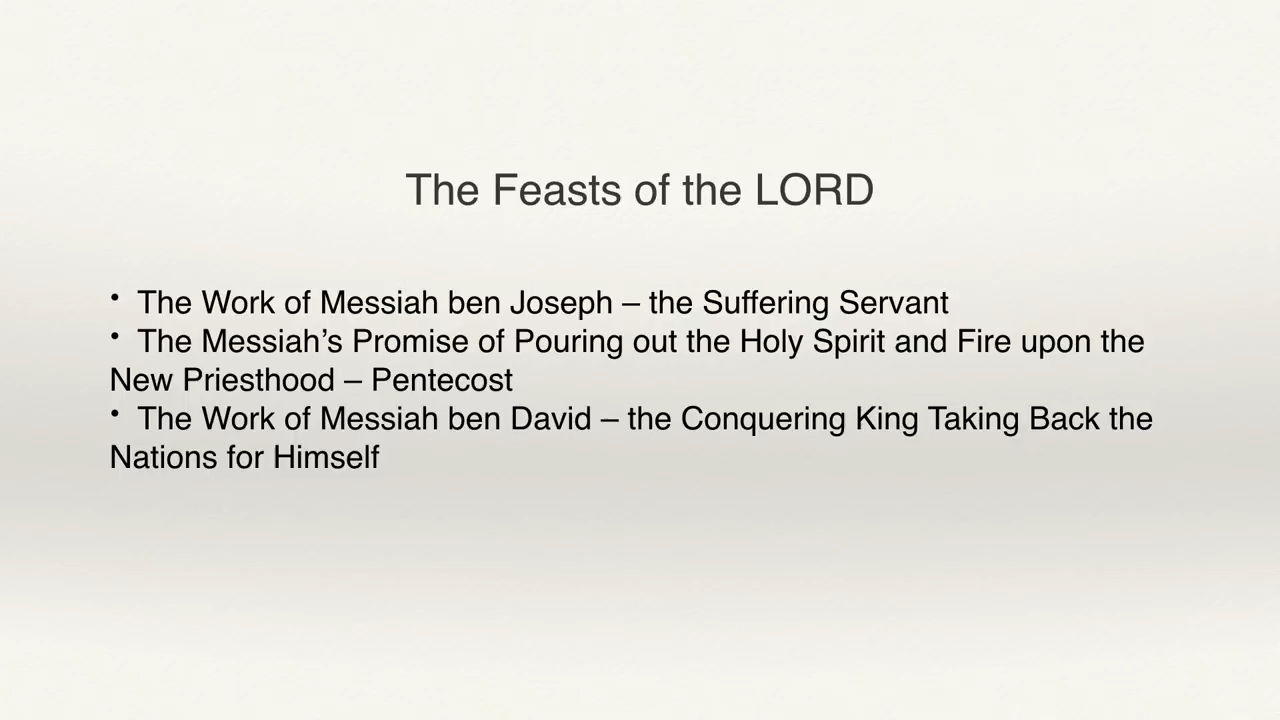 The Feasts of the LORD
• The Work of Messiah ben Joseph – the Suffering Servant
• The Messiah’s Promise of Pouring out the Holy Spirit and Fire upon the
New Priesthood – Pentecost
• The Work of Messiah ben David – the Conquering King Taking Back the
Nations for Himself